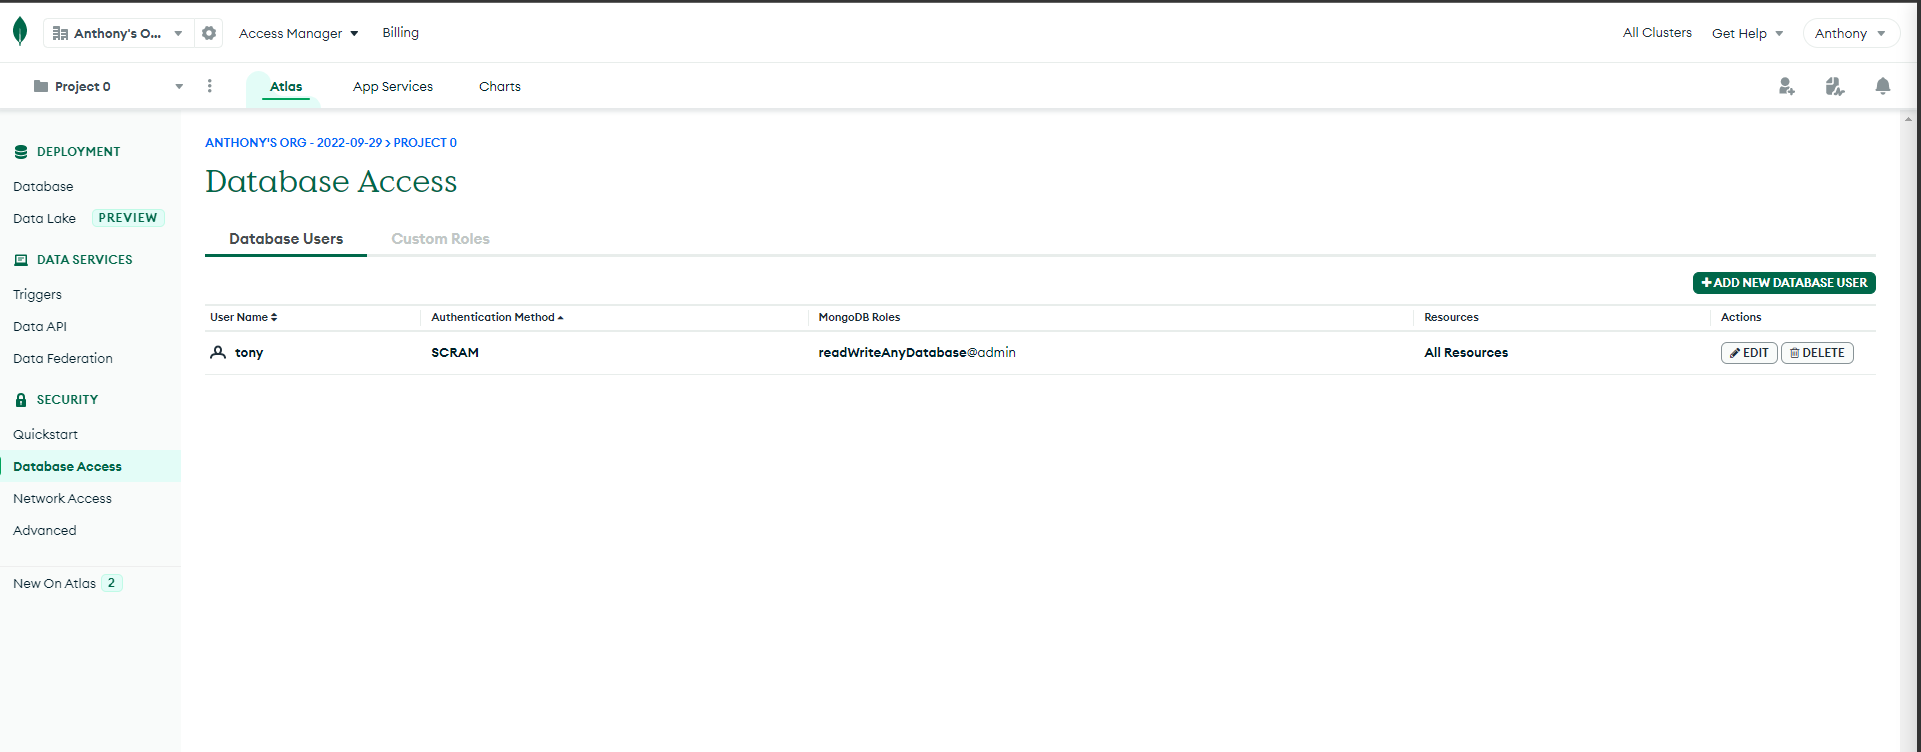 Anthony's O... Access Manager Billing All Clusters Get Help Anthony
Project 0 Atlas App Services Charts
DEPLOYMENT
Database
Data Lake PREVIEW
DATA SERVICES
Triggers
Data API
Data Federation
SECURITY
Quickstart
Database Access
Network Access
Advanced
New On Atlas 2
ANTHONY'S ORG - 2022-09-29 > PROJECT 0
Database Access
Database Users Custom Roles
+ ADD NEW DATABASE USER
User Name Authentication Method MongoDB Roles Resources Actions
tony SCRAM readWriteAnyDatabase@admin All Resources EDIT DELETE